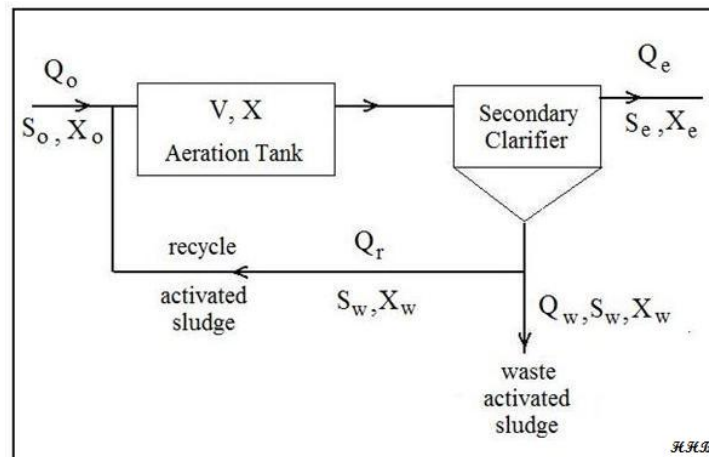 Qo
So, Xo
V, X
Aeration Tank
Secondary
Clarifier
Qe
Se, Xe
recycle
activated
sludge
Qr
Sw,Xw
Qw,Sw,Xw
waste
activated
sludge
HHB